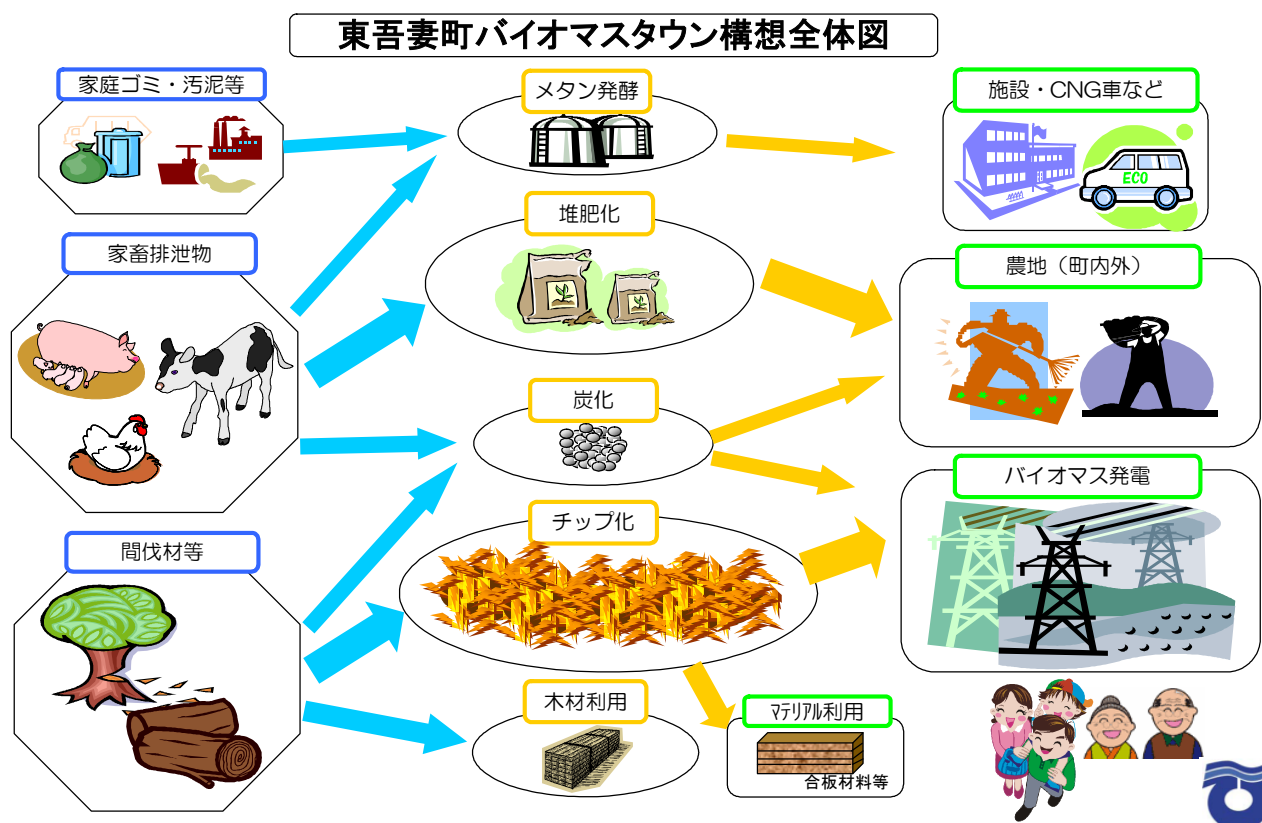 東吾妻町バイオマスタウン構想全体図
家庭ゴミ・汚泥等
メタン発酵
施設・CNG車など
ECO
堆肥化
家畜排泄物
農地（町内外）
炭化
バイオマス発電
チップ化
間伐材等
木材利用
ﾏﾃﾘｱﾙ利用
合板材料等